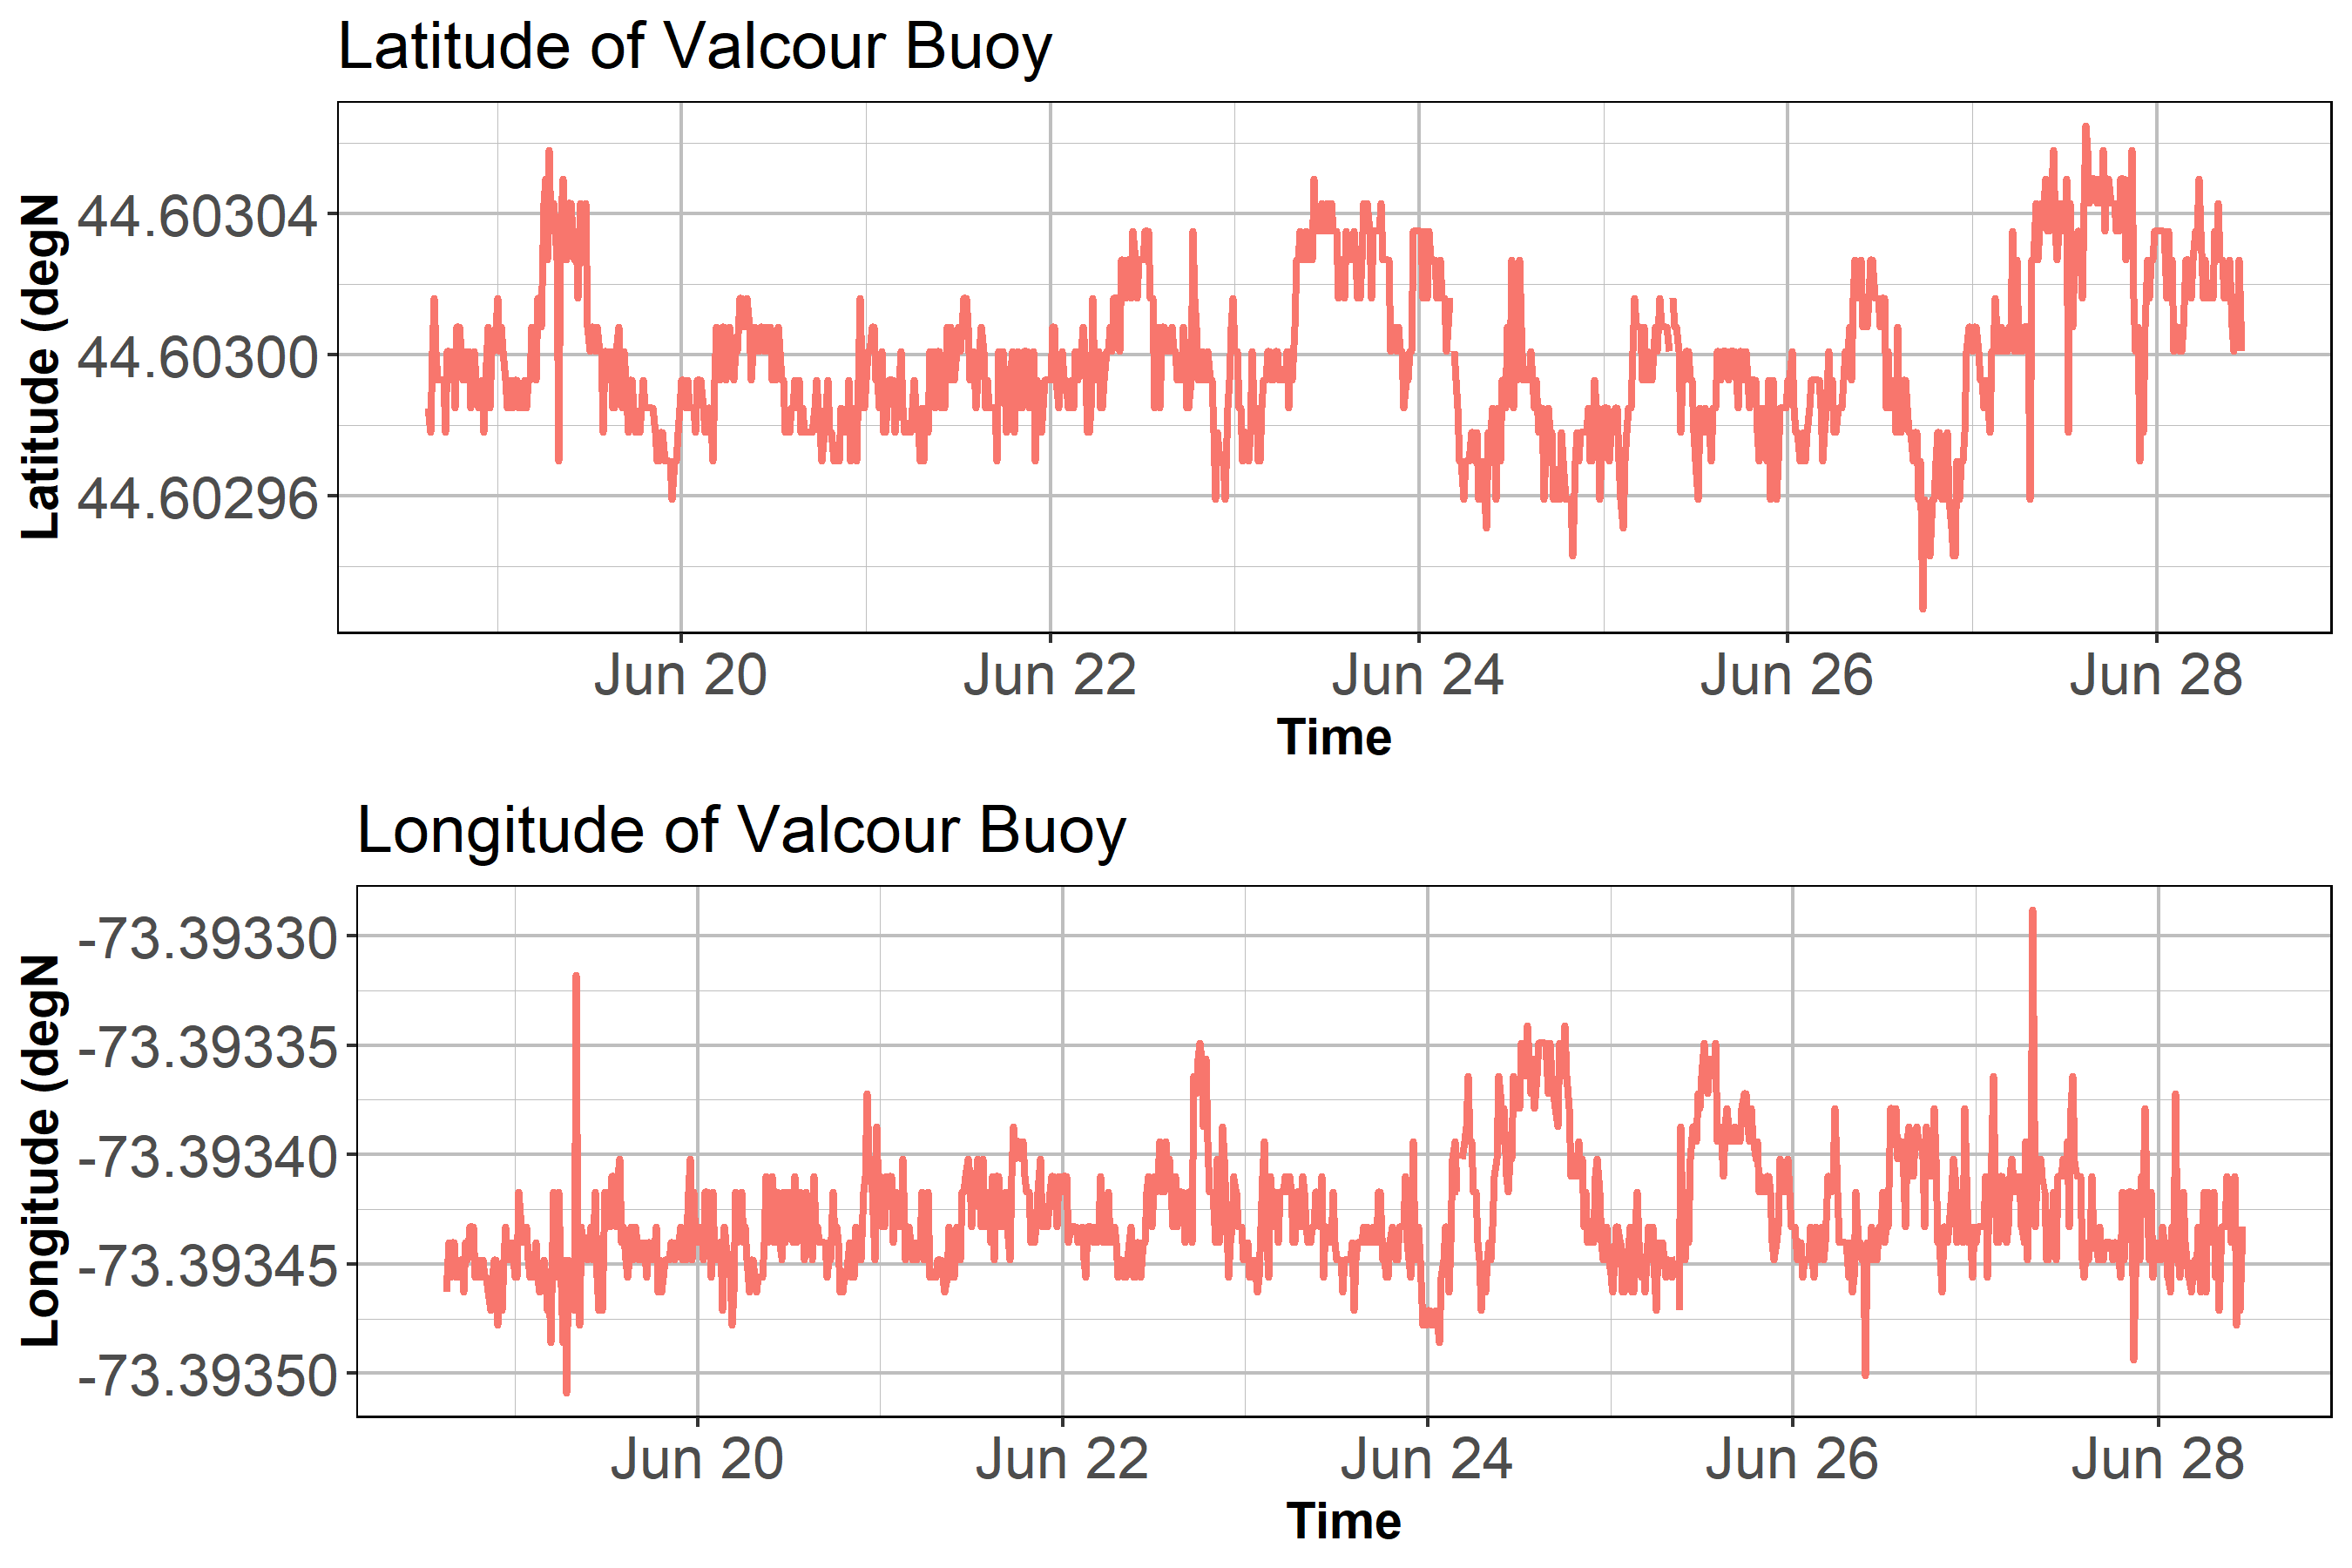 Latitude of Valcour Buoy
Latitude (degN
44.60304
44.60300
44.60296
Jun 20 Jun 22 Jun 24 Jun 26 Jun 28
Time
Longitude of Valcour Buoy
Longitude (degN
-73.39330
-73.39335
-73.39340
-73.39345
-73.39350
Jun 20 Jun 22 Jun 24 Jun 26 Jun 28
Time